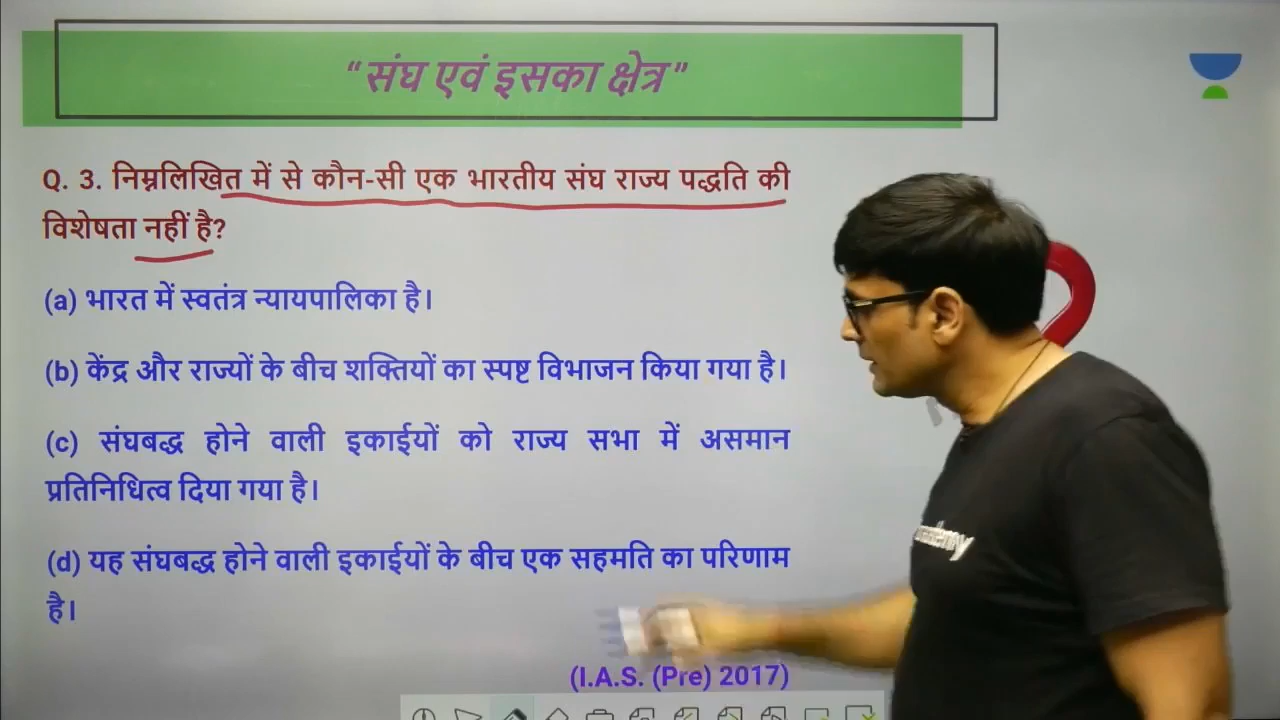 “संघ एवं इसका क्षेत्र”
Q. 3. निम्नलिखित में से कौन-सी एक भारतीय संघ राज्य पद्धति की
विशेषता नहीं है?
(a) भारत में स्वतंत्र न्यायपालिका है।
(b) केंद्र और राज्यों के बीच शक्तियों का स्पष्ट विभाजन किया गया है।
(c) संघबद्ध होने वाली इकाईयों को राज्य सभा में असमान
प्रतिनिधित्व दिया गया है।
(d) यह संघबद्ध होने वाली इकाईयों के बीच एक सहमति का परिणाम
है।
(I.A.S. (Pre) 2017)